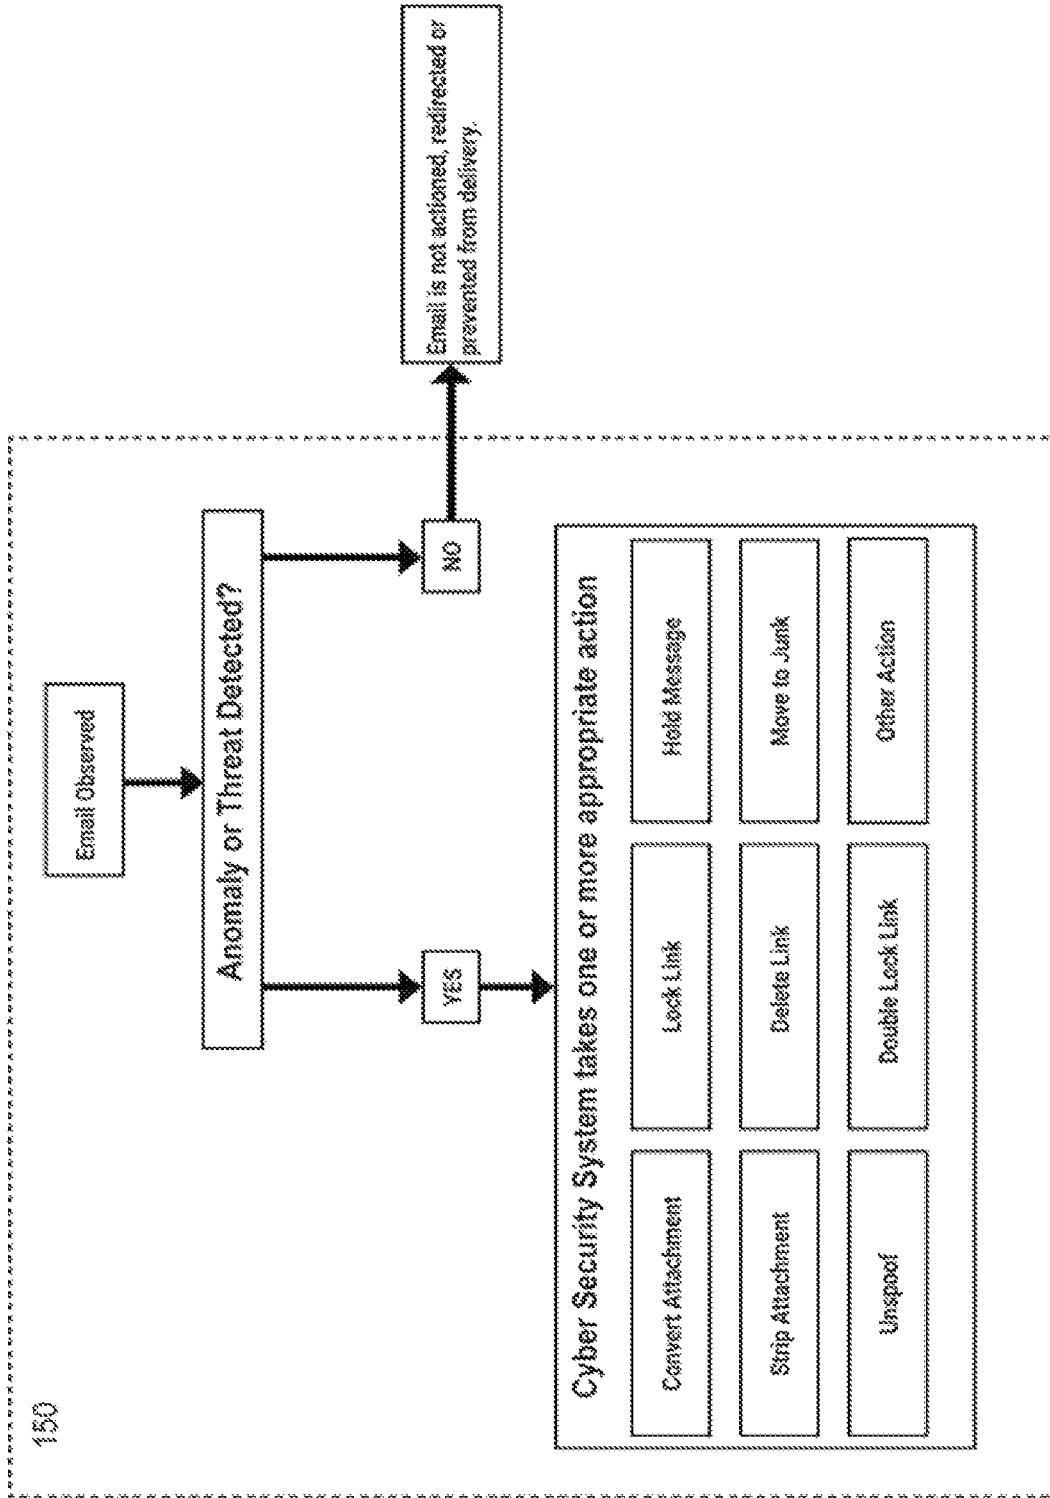 150
Email Observed
Anomaly or Threat Detected?
YES
NO
Email is not actioned, redirected or
prevented from delivery.
Cyber Security System takes one or more appropriate action
Convert Attachment
Lock Link
Hold Message
Strip Attachment
Delete Link
Move to Junk
Unspoof
Double Lock Link
Other Action